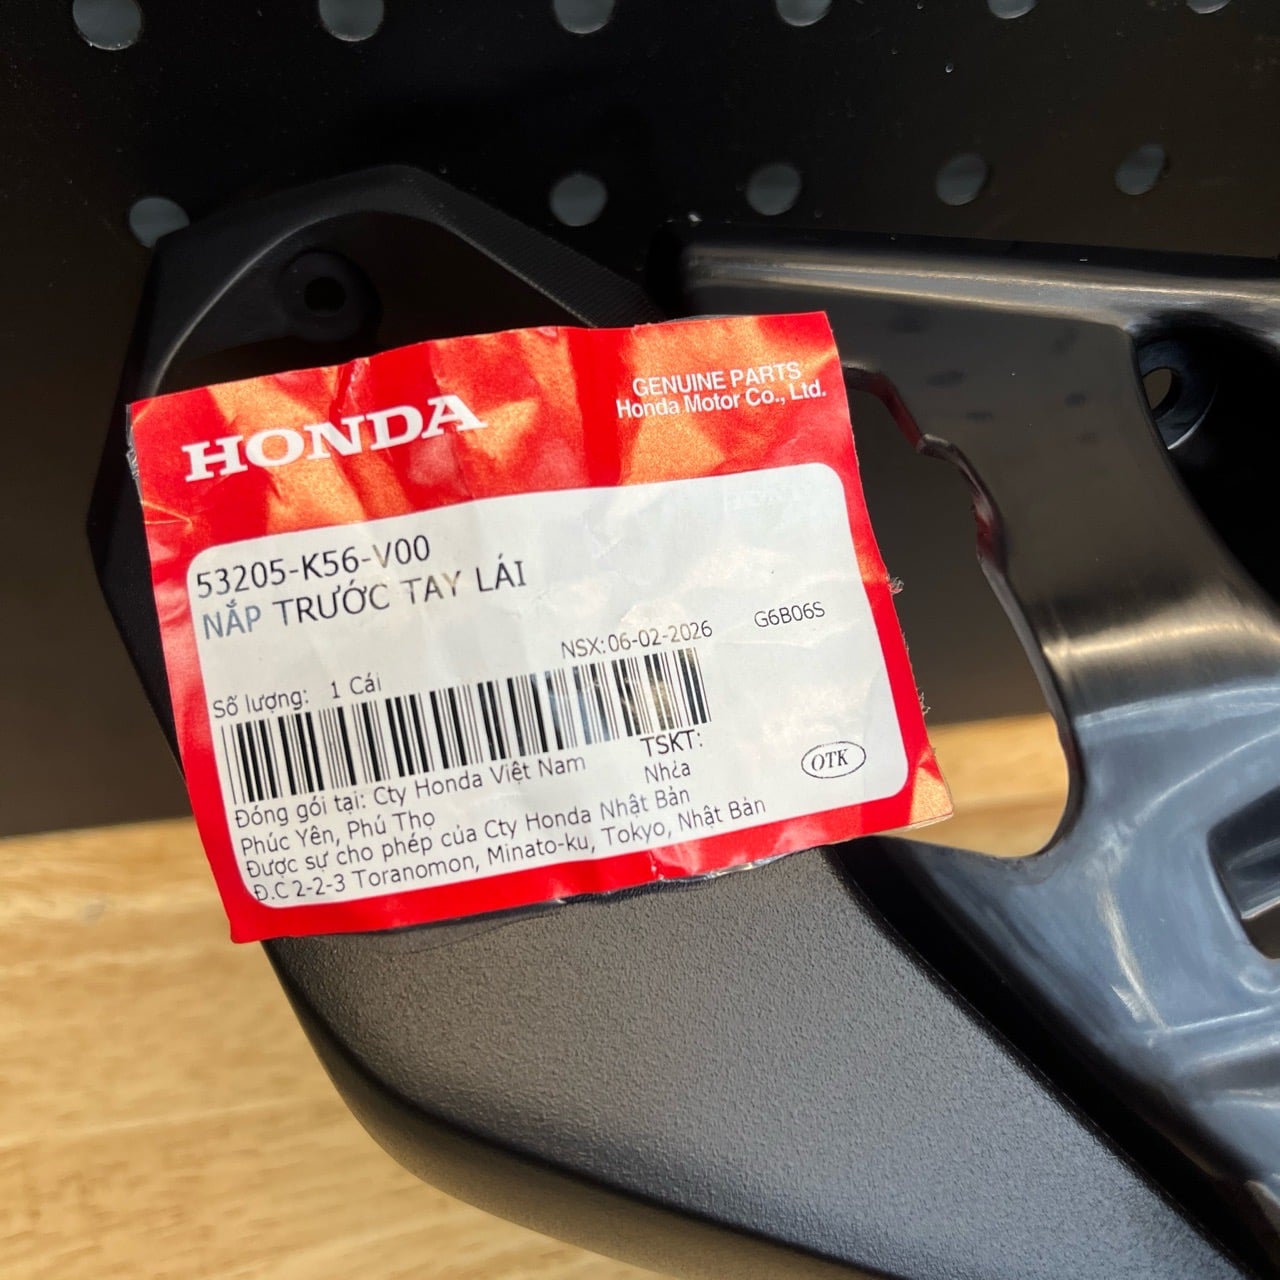 HONDA
GENUINE PARTS
Honda Motor Co., Ltd.
53205-K56-V00
NẮP TRƯỚC TAY LÁI
NSX: 06-02-2026
G6B06S
Số lượng: 1 Cái
TSKT:
Nhựa
OTK
Đóng gói tại: Cty Honda Việt Nam
Phúc Yên, Phú Thọ
Được sự cho phép của Cty Honda Nhật Bản
Đ.C 2-2-3 Toranomon, Minato-ku, Tokyo, Nhật Bản